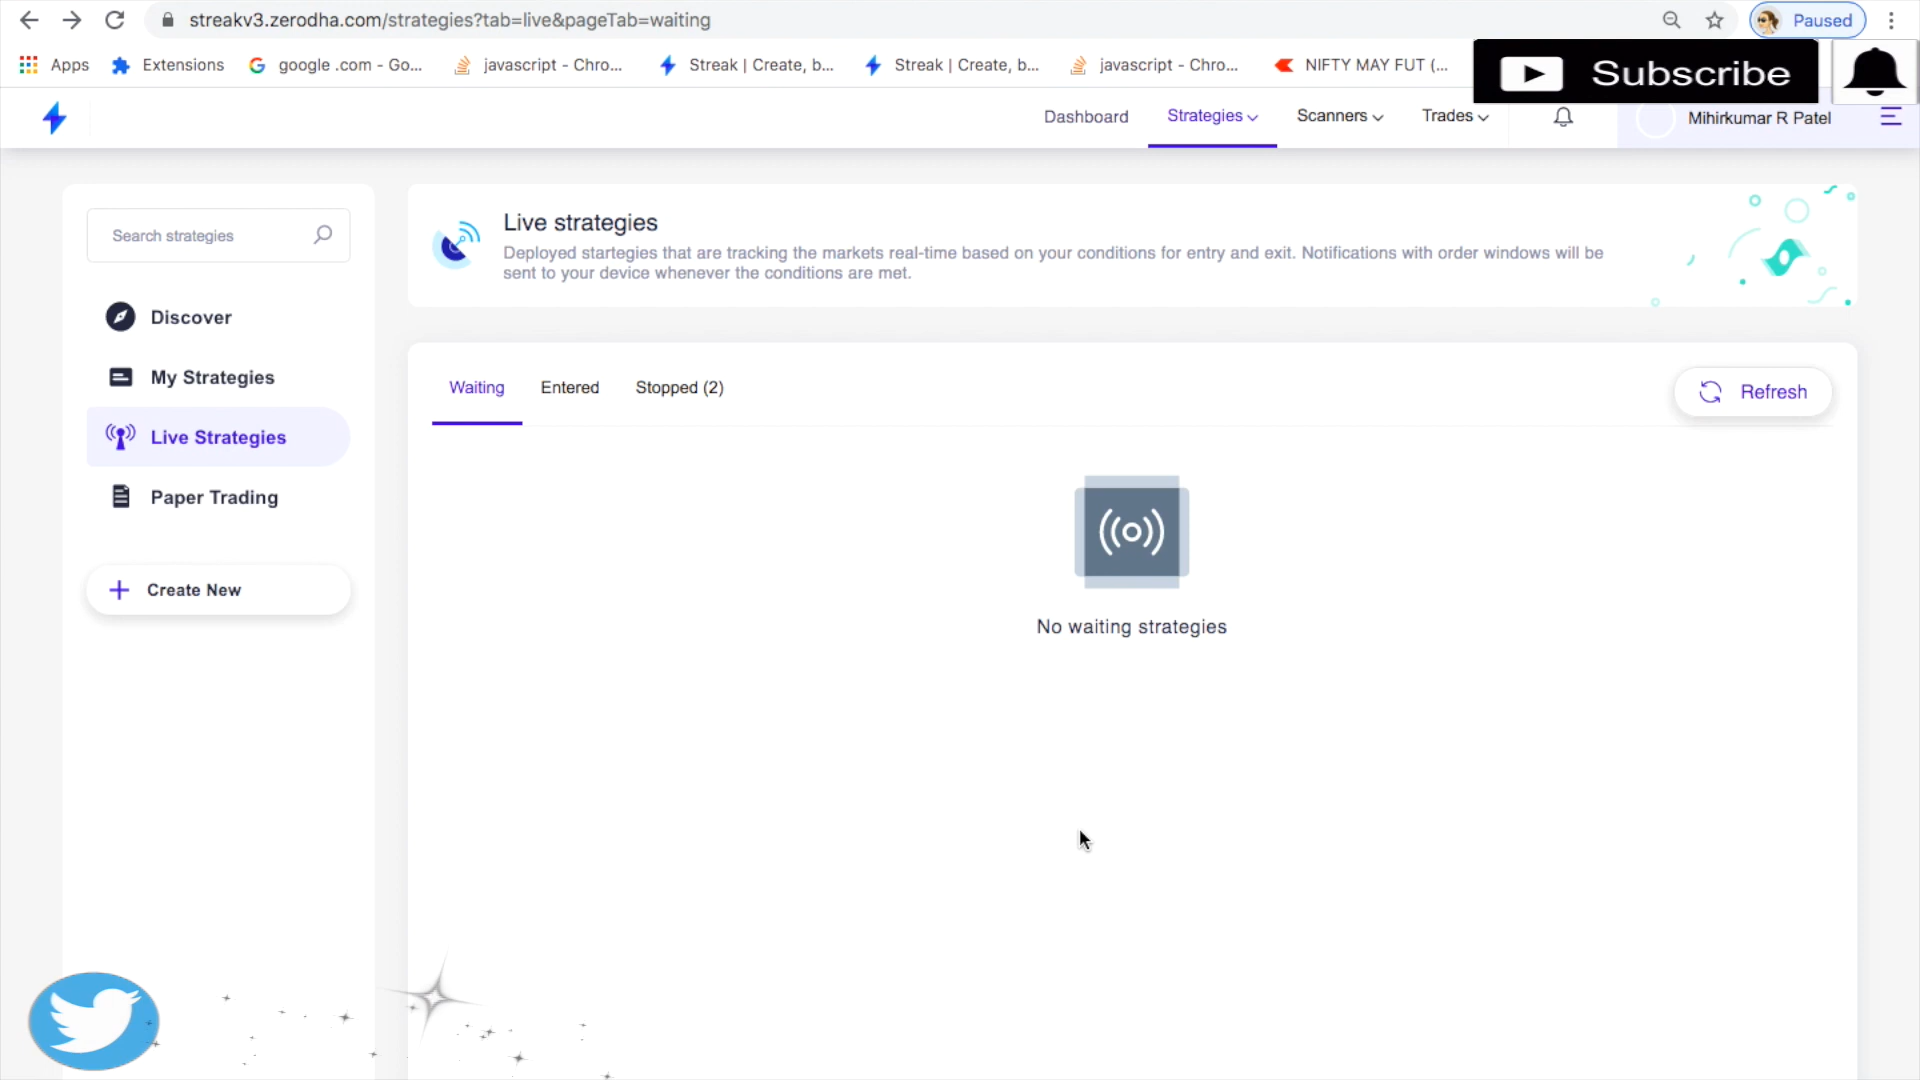 streakv3.zerodha.com/strategies?tab=live&pageTab=waiting
Paused
Apps
Extensions
google .com - Go...
javascript - Chro...
Streak | Create, b...
Streak | Create, b...
javascript - Chro...
NIFTY MAY FUT (...
Subscribe
Dashboard
Strategies
Scanners
Trades
Mihirkumar R Patel
Search strategies
Discover
My Strategies
Live Strategies
Paper Trading
Create New
Live strategies
Deployed startegies that are tracking the markets real-time based on your conditions for entry and exit. Notifications with order windows will be
sent to your device whenever the conditions are met.
Waiting
Entered
Stopped (2)
Refresh
No waiting strategies